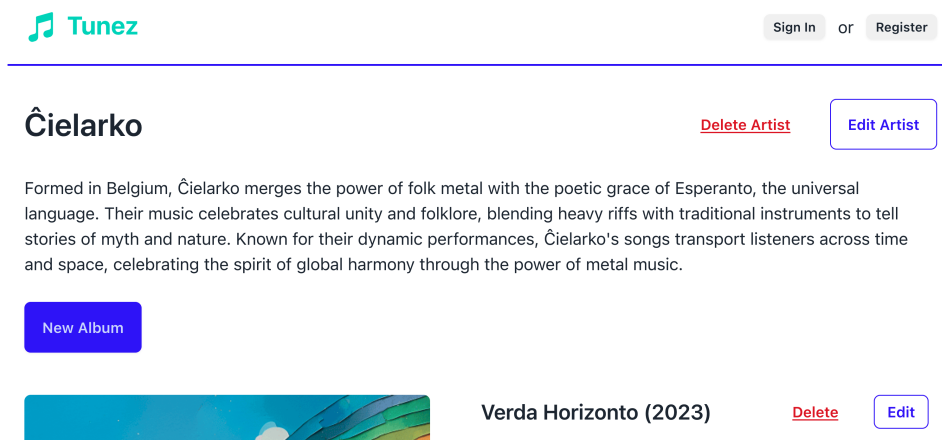 Tunez
Sign In or Register
Ĉielarko
Delete Artist
Edit Artist
Formed in Belgium, Ĉielarko merges the power of folk metal with the poetic grace of Esperanto, the universal
language. Their music celebrates cultural unity and folklore, blending heavy riffs with traditional instruments to tell
stories of myth and nature. Known for their dynamic performances, Ĉielarko's songs transport listeners across time
and space, celebrating the spirit of global harmony through the power of metal music.
New Album
Verda Horizonto (2023)
Delete
Edit